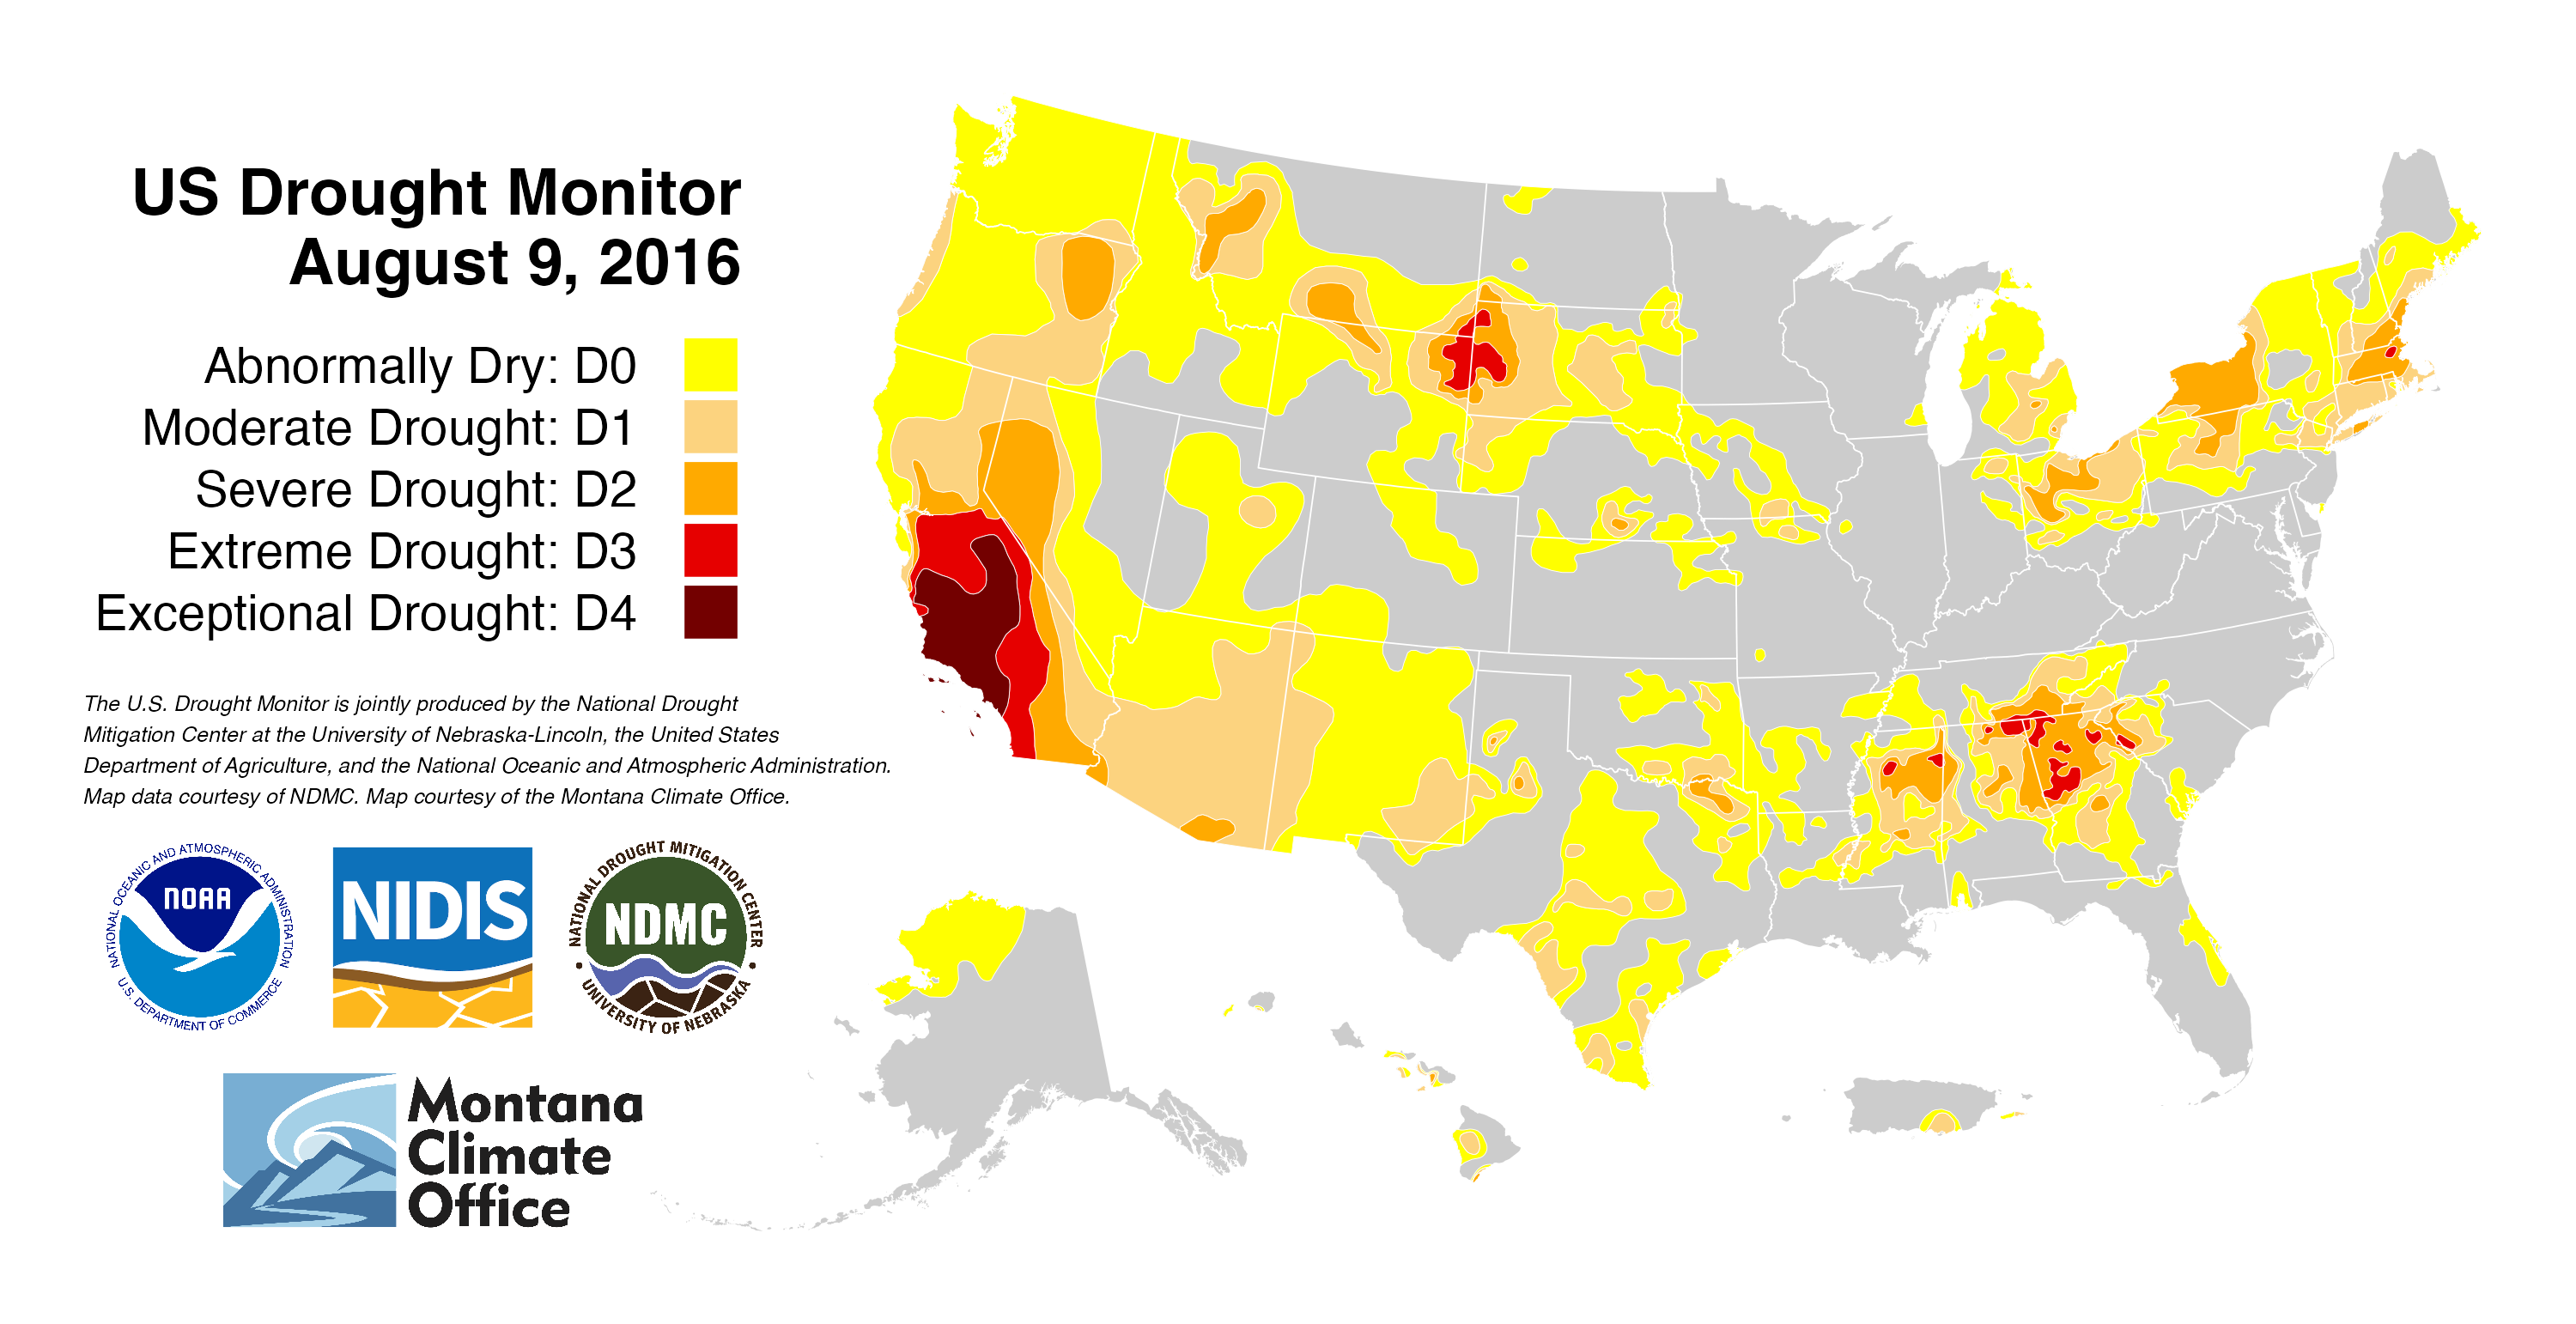 US Drought Monitor
August 9, 2016
Abnormally Dry: D0
Moderate Drought: D1
Severe Drought: D2
Extreme Drought: D3
Exceptional Drought: D4
The U.S. Drought Monitor is jointly produced by the National Drought
Mitigation Center at the University of Nebraska-Lincoln, the United States
Department of Agriculture, and the National Oceanic and Atmospheric Administration.
Map data courtesy of NDMC. Map courtesy of the Montana Climate Office.
NATIONAL OCEANIC AND ATMOSPHERIC ADMINISTRATION
NOAA
U.S. DEPARTMENT OF COMMERCE
NIDIS
NATIONAL DROUGHT MITIGATION CENTER
NDMC
UNIVERSITY OF NEBRASKA
Montana
Climate
Office